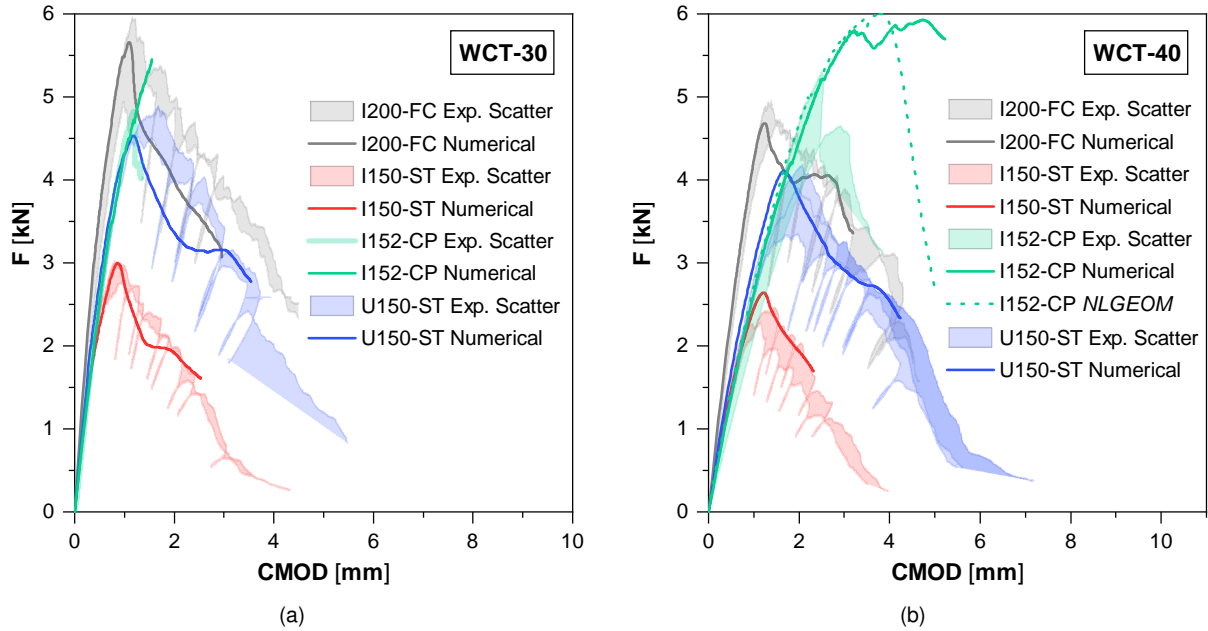 WCT-30
6
5
4
3
2
1
0
F [kN]
I200-FC Exp. Scatter
I200-FC Numerical
I150-ST Exp. Scatter
I150-ST Numerical
I152-CP Exp. Scatter
I152-CP Numerical
U150-ST Exp. Scatter
U150-ST Numerical
0 2 4 6 8 10
CMOD [mm]
(a)
WCT-40
6
5
4
3
2
1
0
F [kN]
I200-FC Exp. Scatter
I200-FC Numerical
I150-ST Exp. Scatter
I150-ST Numerical
I152-CP Exp. Scatter
I152-CP Numerical
I152-CP NLGEOM
U150-ST Exp. Scatter
U150-ST Numerical
0 2 4 6 8 10
CMOD [mm]
(b)